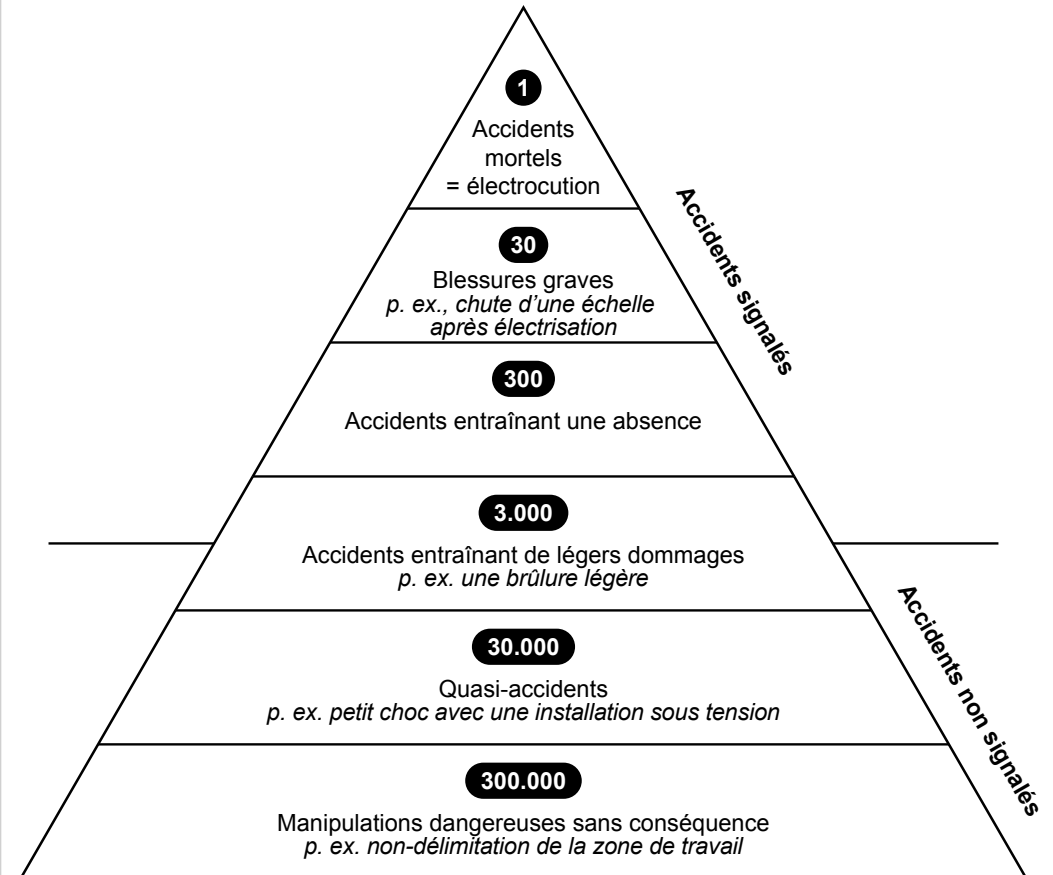 1
Accidents
mortels
= électrocution
30
Blessures graves
p. ex., chute d’une échelle
après électrisation
300
Accidents entraînant une absence
Accidents signalés
3.000
Accidents entraînant de légers dommages
p. ex. une brûlure légère
30.000
Quasi-accidents
p. ex. petit choc avec une installation sous tension
300.000
Manipulations dangereuses sans conséquence
p. ex. non-délimitation de la zone de travail
Accidents non signalés